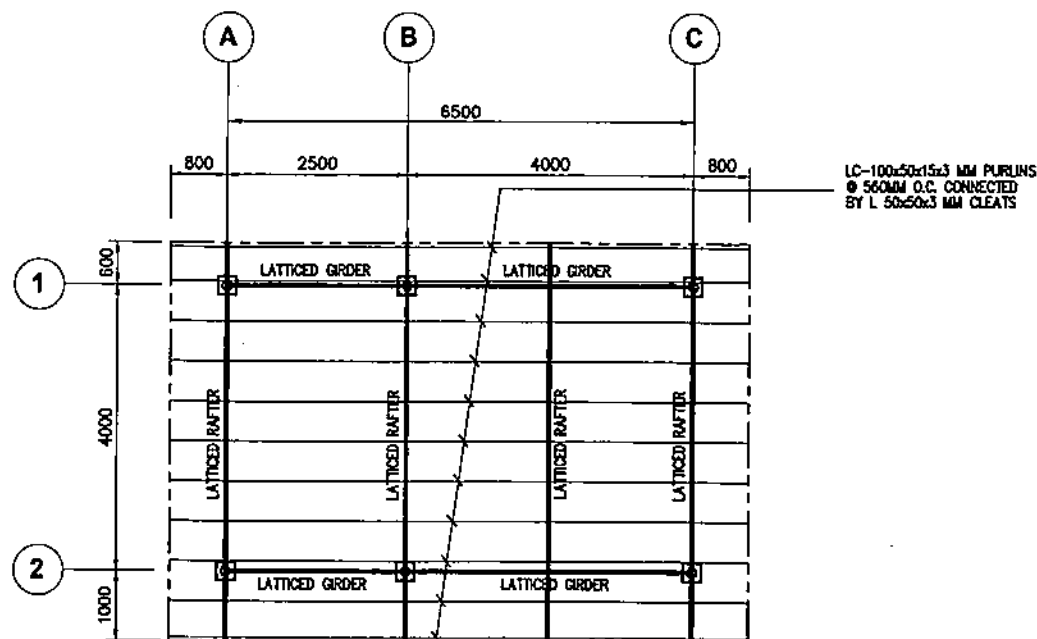 A
B
C
6500
800
2500
4000
800
LC-100x50x15x3 MM PURLINS
@ 560MM O.C. CONNECTED
BY L 50x50x3 MM CLEATS
600
1
LATTICED GIRDER
LATTICED GIRDER
4000
LATTICED RAFTER
LATTICED RAFTER
LATTICED RAFTER
LATTICED RAFTER
2
LATTICED GIRDER
LATTICED GIRDER
1000